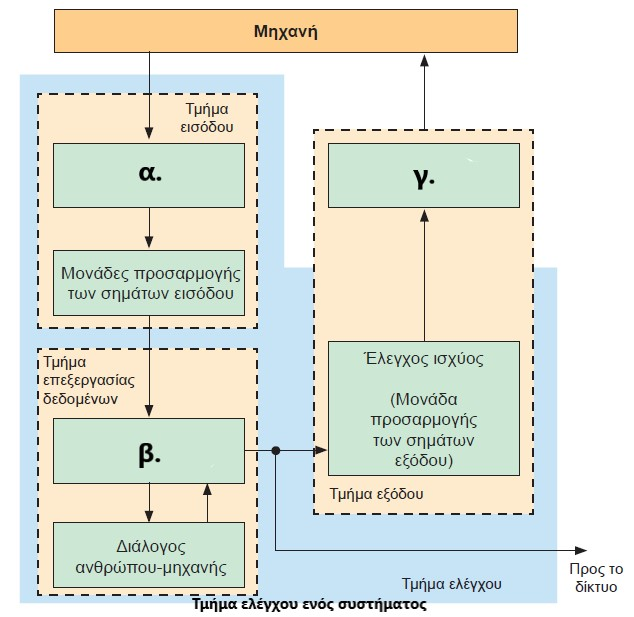 Μηχανή
Τμήμα
εισόδου
α.
Μονάδες προσαρμογής
των σημάτων εισόδου
Τμήμα
επεξεργασίας
δεδομένων
β.
Διάλογος
ανθρώπου-μηχανής
γ.
Έλεγχος ισχύος
(Μονάδα
προσαρμογής
των σημάτων
εξόδου)
Τμήμα εξόδου
Προς το
δίκτυο
Τμήμα ελέγχου
Τμήμα ελέγχου ενός συστήματος